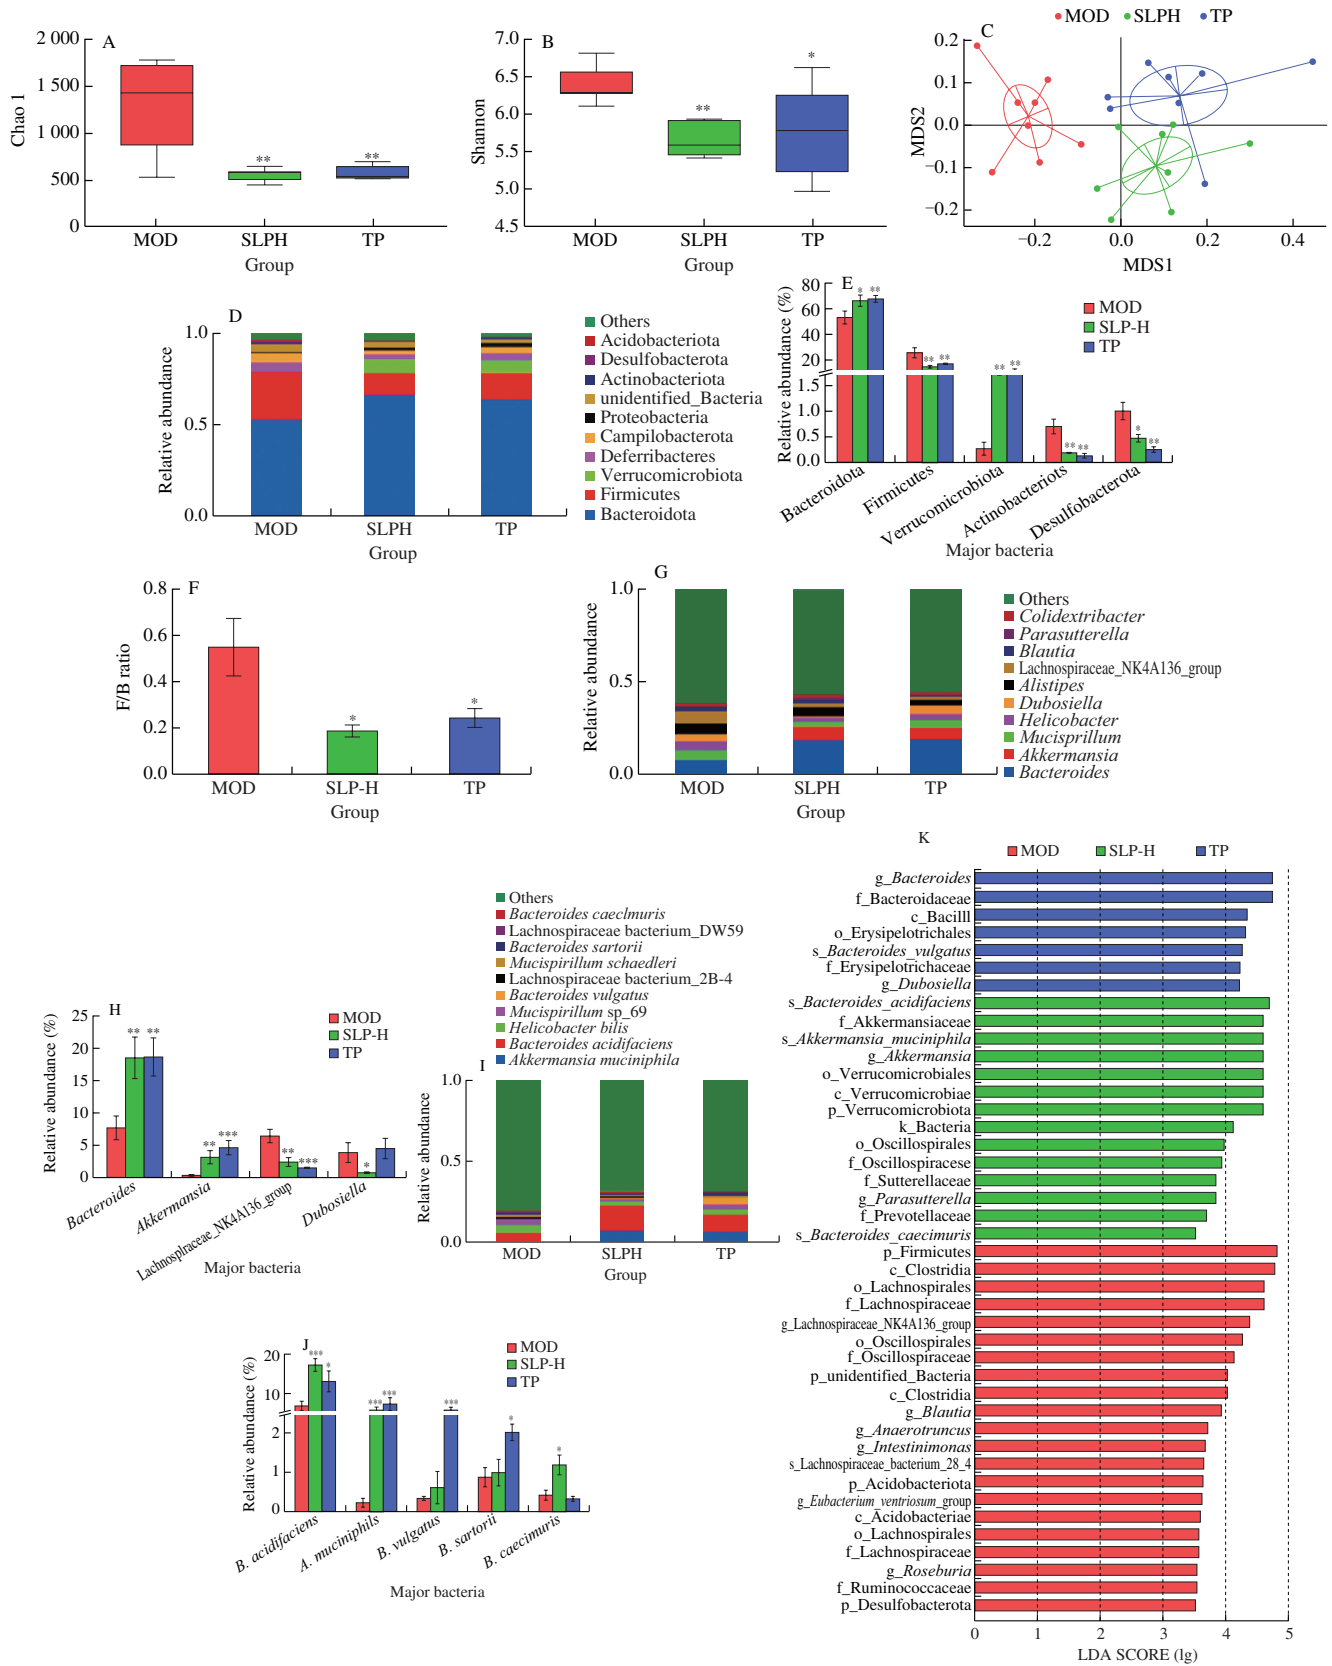 A
2 000
1 500
1 000
500
0
Chao 1
**
**
MOD
SLPH
TP
Group
B
7.0
6.5
6.0
5.5
5.0
4.5
Shannon
**
*
MOD
SLPH
TP
Group
MOD
SLPH
TP
C
0.2
0.1
0.0
−0.1
−0.2
MDS2
−0.2
0.0
0.2
0.4
MDS1
D
1.0
0.5
0.0
Relative abundance
MOD
SLPH
TP
Group
Others
Acidobacteriota
Desulfobacterota
Actinobacteriota
unidentified_Bacteria
Proteobacteria
Campilobacterota
Deferribacteres
Verrucomicrobiota
Firmicutes
Bacteroidota
E
80
60
40
20
1.5
1.0
0.5
0.0
Relative abundance (%)
* **
** **
** **
** **
* **
MOD
SLP-H
TP
Bacteroidota
Firmicutes
Verrucomicrobiota
Actinobacteriots
Desulfobacterota
Major bacteria
F
0.8
0.6
0.4
0.2
0.0
F/B ratio
*
*
MOD
SLP-H
TP
Group
G
1.0
0.5
0.0
Relative abundance
MOD
SLPH
TP
Group
Others
Colidextribacter
Parasutterella
Blautia
Lachnospiraceae_NK4A136_group
Alistipes
Dubosiella
Helicobacter
Mucisprillum
Akkermansia
Bacteroides
H
25
20
15
10
5
0
Relative abundance (%)
** **
** ***
** ***
*
MOD
SLP-H
TP
Bacteroides
Akkermansia
Lachnospiraceae_NK4A136_group
Dubosiella
Major bacteria
Others
Bacteroides caeclmuris
Lachnospiraceae bacterium_DW59
Bacteroides sartorii
Mucispirillum schaedleri
Lachnospiraceae bacterium_2B-4
Bacteroides vulgatus
Mucispirillum sp_69
Helicobacter bilis
Bacteroides acidifaciens
Akkermansia muciniphila
I
1.0
0.5
0.0
Relative abundance
MOD
SLPH
TP
Group
J
20
10
2
1
0
Relative abundance (%)
*** *
*** ***
***
*
*
MOD
SLP-H
TP
B. acidifaciens
A. muciniphils
B. vulgatus
B. sartorii
B. caecimuris
Major bacteria
K
MOD
SLP-H
TP
g_Bacteroides
f_Bacteroidaceae
c_Bacilll
o_Erysipelotrichales
s_Bacteroides_vulgatus
f_Erysipelotrichaceae
g_Dubosiella
s_Bacteroides_acidifaciens
f_Akkermansiaceae
s_Akkermansia_muciniphila
g_Akkermansia
o_Verrucomicrobiales
c_Verrucomicrobiae
p_Verrucomicrobiota
k_Bacteria
o_Oscillospirales
f_Oscillospiracese
f_Sutterellaceae
g_Parasutterella
f_Prevotellaceae
s_Bacteroides_caecimuris
p_Firmicutes
c_Clostridia
o_Lachnospirales
f_Lachnospiraceae
g_Lachnospiraceae_NK4A136_group
o_Oscillospirales
f_Oscillospiraceae
p_unidentified_Bacteria
c_Clostridia
g_Blautia
g_Anaerotruncus
g_Intestinimonas
s_Lachnospiraceae_bacterium_28_4
p_Acidobacteriota
g_Eubacterium_ventriosum_group
c_Acidobacteriae
o_Lachnospirales
f_Lachnospiraceae
g_Roseburia
f_Ruminococcaceae
p_Desulfobacterota
0
1
2
3
4
5
LDA SCORE (lg)